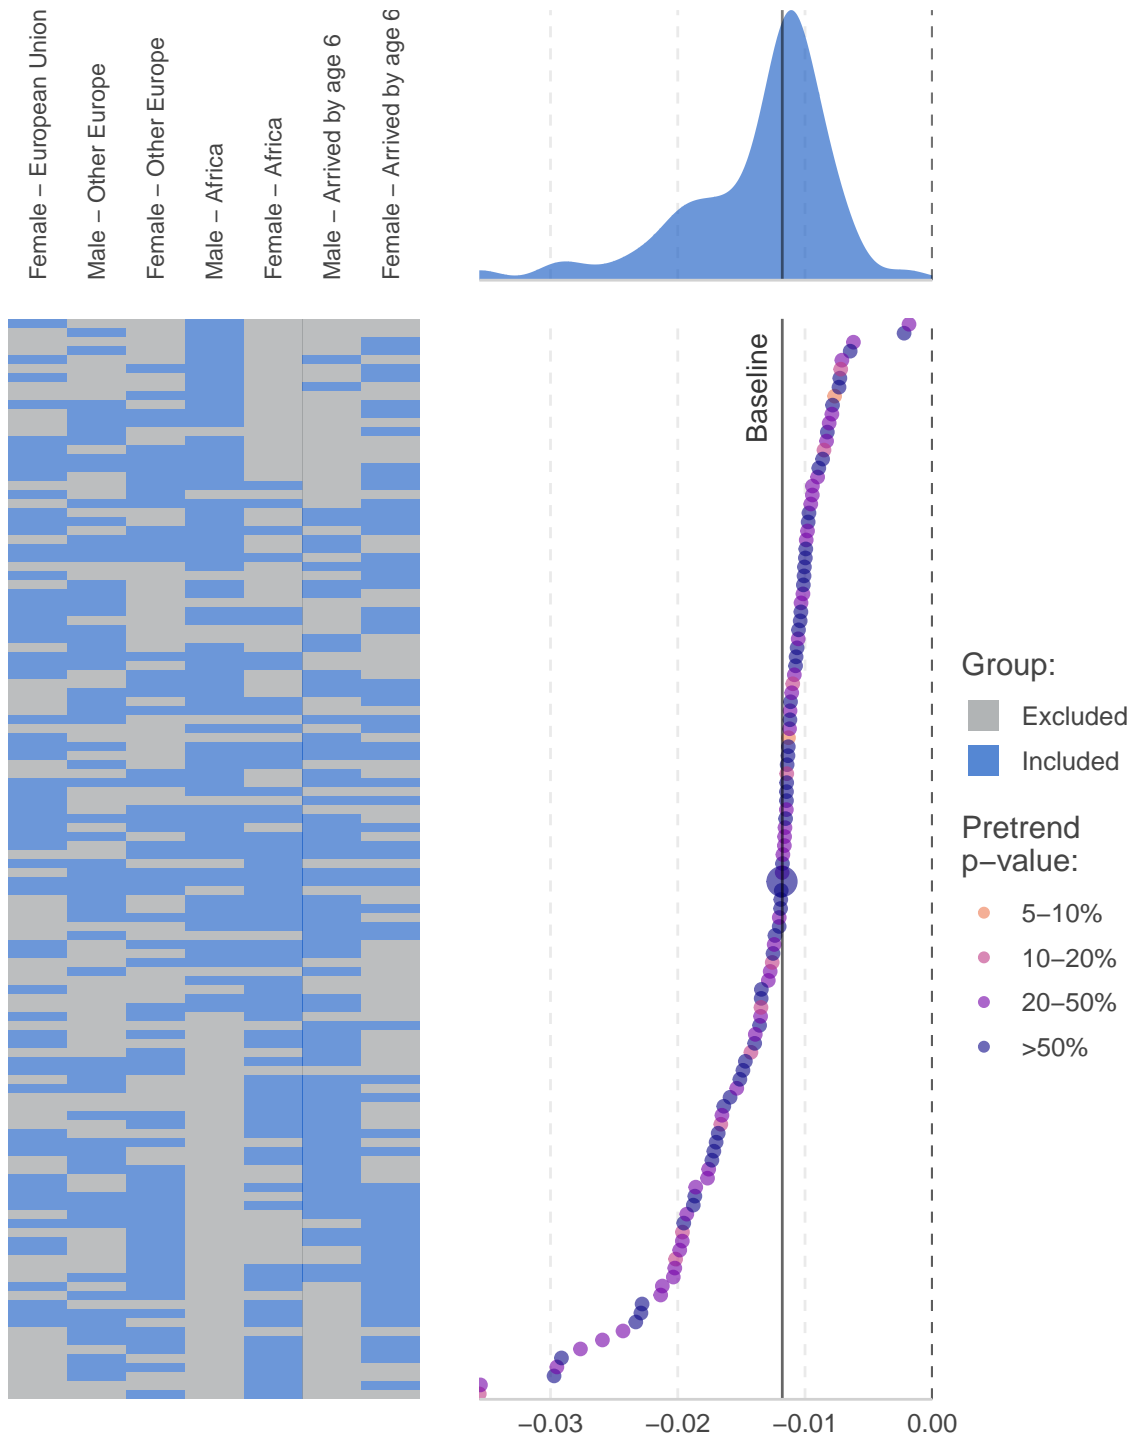 Female – European Union
Male – Other Europe
Female – Other Europe
Male – Africa
Female – Africa
Male – Arrived by age 6
Female – Arrived by age 6
Baseline
Group:
Excluded
Included
Pretrend
p−value:
5−10%
10−20%
20−50%
>50%
−0.03
−0.02
−0.01
0.00